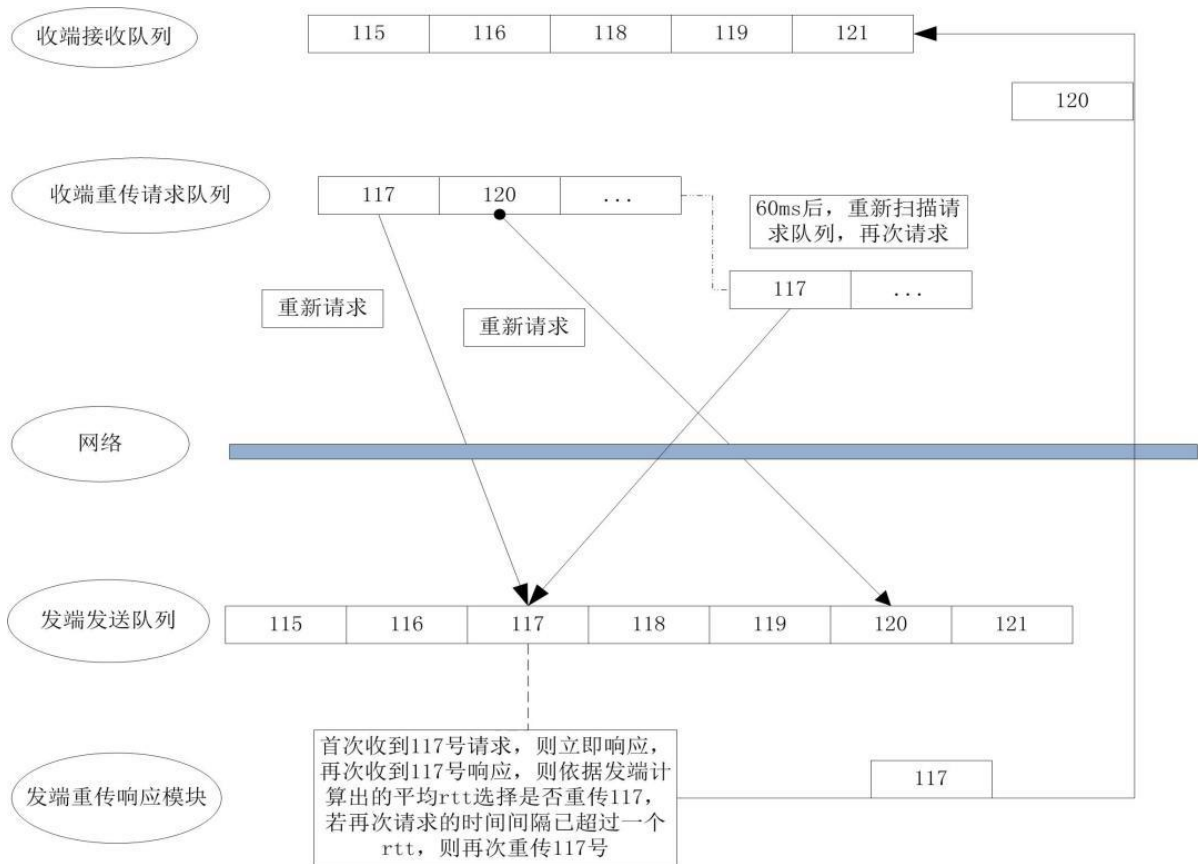 收端接收队列
115 116 118 119 121
120
收端重传请求队列
117 120 ...
60ms后，重新扫描请
求队列，再次请求
117 ...
重新请求
重新请求
网络
发端发送队列
115 116 117 118 119 120 121
首次收到117号请求，则立即响应，
再次收到117号响应，则依据发端计
算出的平均rtt选择是否重传117，
若再次请求的时间间隔已超过一个
rtt，则再次重传117号
发端重传响应模块
117